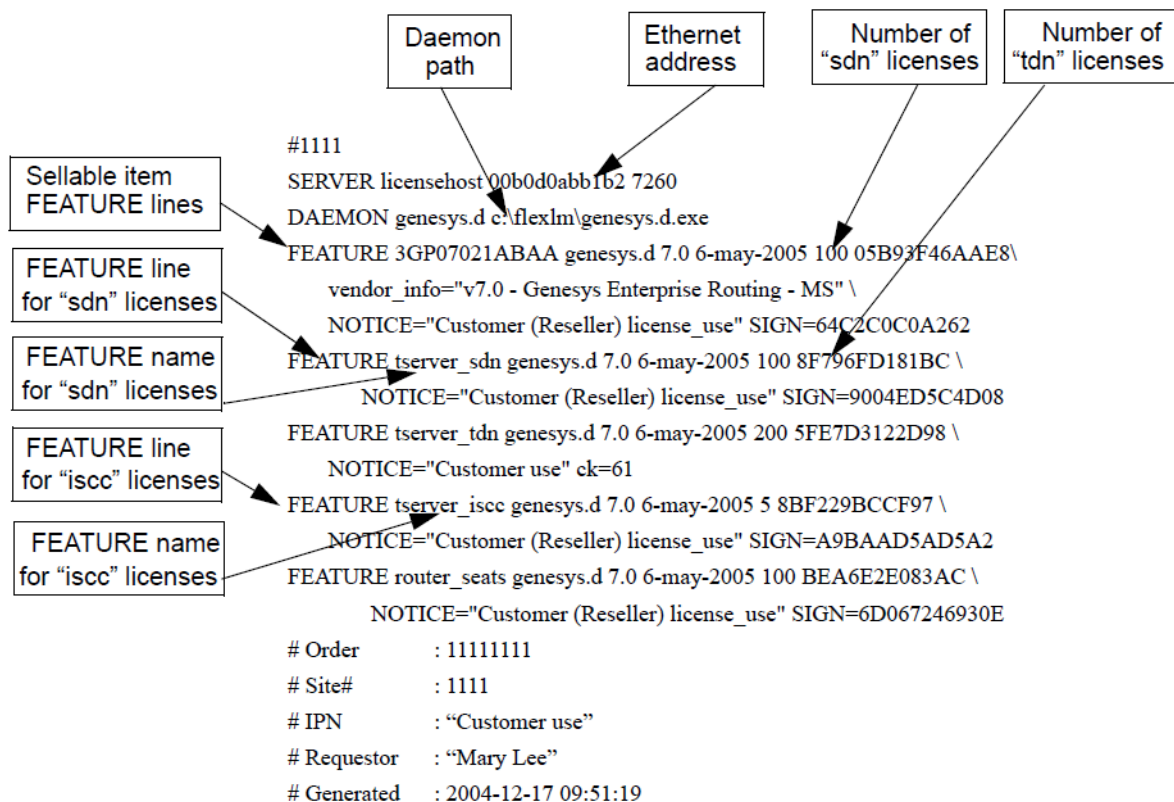 Daemon
path
Ethernet
address
Number of
“sdn” licenses
Number of
“tdn” licenses
Sellable item
FEATURE lines
FEATURE line
for “sdn” licenses
FEATURE name
for “sdn” licenses
FEATURE line
for “iscc” licenses
FEATURE name
for “iscc” licenses
#1111
SERVER licensehost 00b0d0abb1b2 7260
DAEMON genesys.d c:\flexlm\genesys.d.exe
FEATURE 3GP07021ABAA genesys.d 7.0 6-may-2005 100 05B93F46AAE8\
vendor_info="v7.0 - Genesys Enterprise Routing - MS" \
NOTICE="Customer (Reseller) license_use" SIGN=64C2C0C0A262
FEATURE tserver_sdn genesys.d 7.0 6-may-2005 100 8F796FD181BC \
NOTICE="Customer (Reseller) license_use" SIGN=9004ED5C4D08
FEATURE tserver_tdn genesys.d 7.0 6-may-2005 200 5FE7D3122D98 \
NOTICE="Customer use" ck=61
FEATURE tserver_iscc genesys.d 7.0 6-may-2005 5 8BF229BCCF97 \
NOTICE="Customer (Reseller) license_use" SIGN=A9BAAD5AD5A2
FEATURE router_seats genesys.d 7.0 6-may-2005 100 BEA6E2E083AC \
NOTICE="Customer (Reseller) license_use" SIGN=6D067246930E
# Order : 11111111
# Site# : 1111
# IPN : “Customer use”
# Requestor : “Mary Lee”
# Generated : 2004-12-17 09:51:19